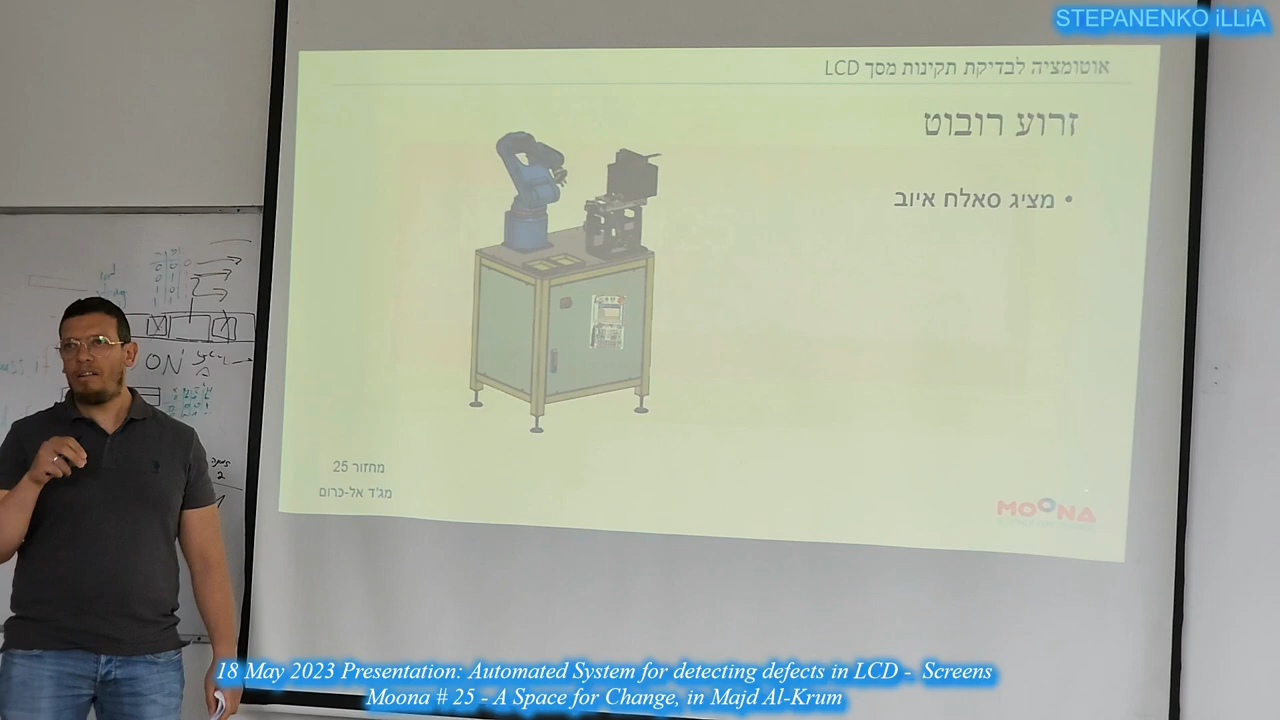 STEPANENKO iLLiA
אוטומציה לבדיקת תקינות מסך LCD
זרוע רובוט
• מציג סאלח איוב
מחזור 25
מג'ד אל-כרום
MOONA
ON
18 May 2023 Presentation: Automated System for detecting defects in LCD - Screens
Moona # 25 - A Space for Change, in Majd Al-Krum